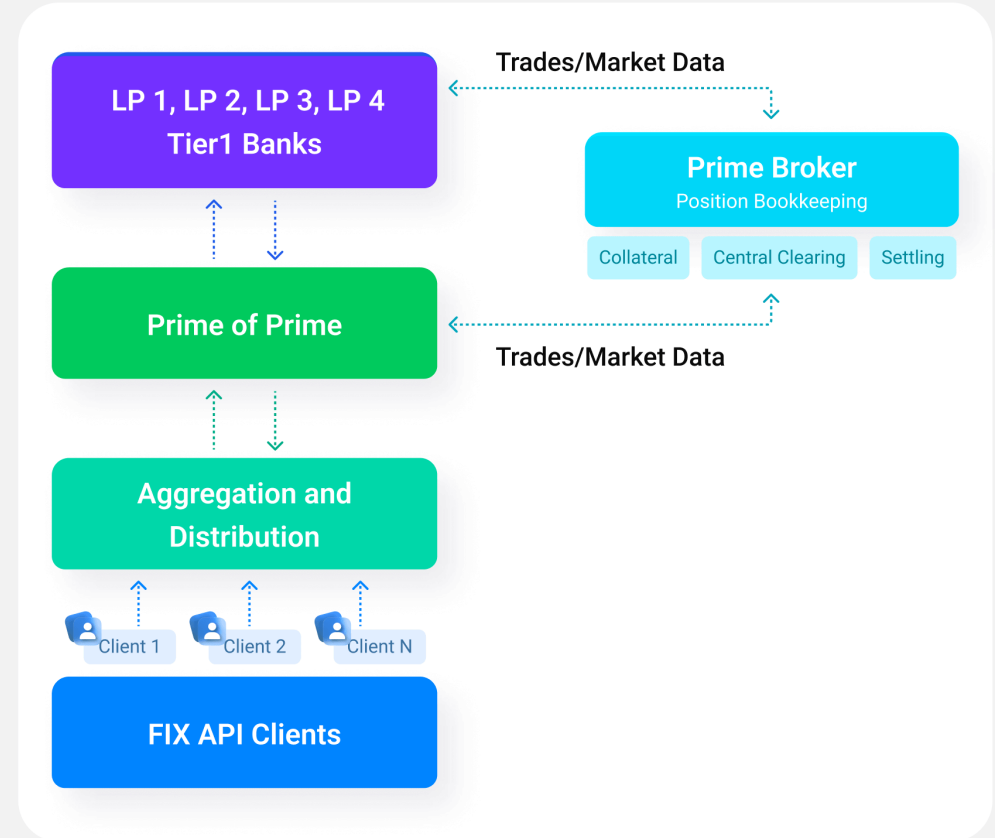 Trades/Market Data
LP 1, LP 2, LP 3, LP 4
Tier1 Banks
Prime Broker
Position Bookkeeping
Collateral
Central Clearing
Settling
Prime of Prime
Trades/Market Data
Aggregation and
Distribution
Client 1
Client 2
Client N
FIX API Clients